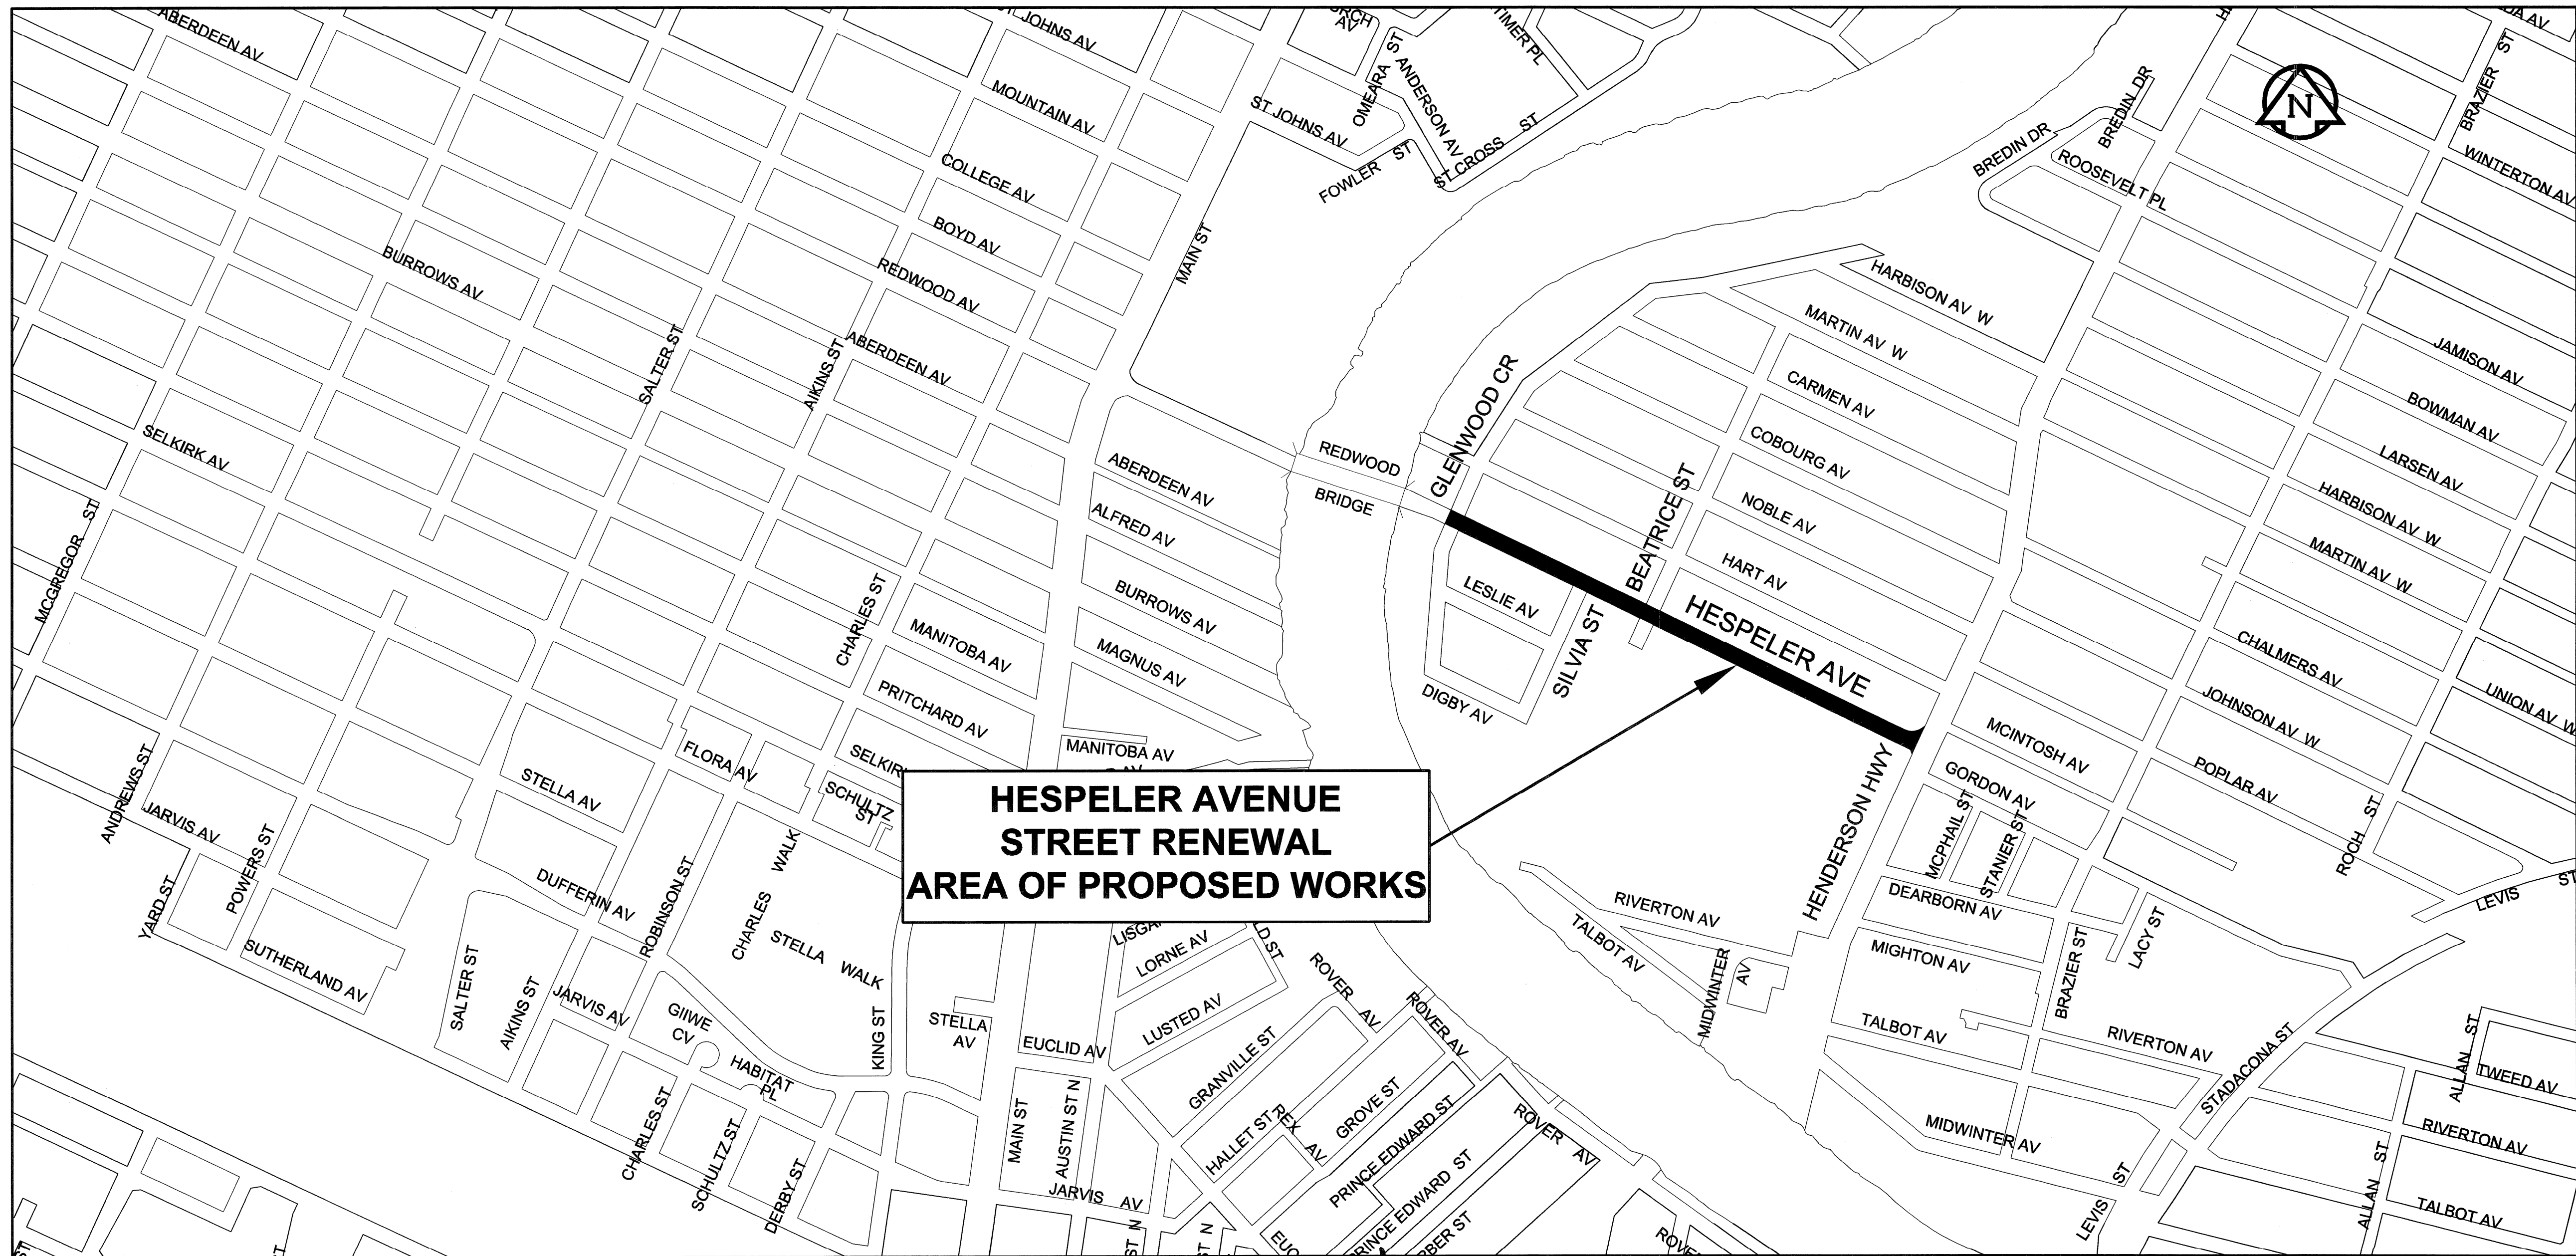 ABERDEEN AV
JOHNS AV
MOUNTAIN AV
COLLEGE AV
BOYD AV
REDWOOD AV
ABERDEEN AV
BURROWS AV
SALTER ST
AIKINS ST
SELKIRK AV
MCGREGOR ST
MAIN ST
AV
ST JOHNS AV
OMEARA ST
ANDERSON AV
FOWLER ST
ST CROSS ST
N
BRAZIER ST
BREDIN DR
BREDIN DR
ROOSEVELT PL
WINTERTON AV
HARBISON AV W
MARTIN AV W
CARMEN AV
COBOURG AV
NOBLE AV
HART AV
GLENWOOD CR
BEATRICE ST
JAMISON AV
BOWMAN AV
LARSEN AV
HARBISON AV W
MARTIN AV W
CHALMERS AV
JOHNSON AV W
UNION AV W
POPLAR AV
REDWOOD
BRIDGE
ABERDEEN AV
ALFRED AV
BURROWS AV
MAGNUS AV
MANITOBA AV
CHARLES ST
MANITOBA AV
PRITCHARD AV
LESLIE AV
SILVIA ST
DIGBY AV
HESPELER AVE
HENDERSON HWY
MCINTOSH AV
GORDON AV
MCPHAIL ST
STANIER ST
ROCH ST
LEVIS
HESPELER AVENUE
STREET RENEWAL
AREA OF PROPOSED WORKS
FLORA AV
SCHULTZ
ST
STELLA AV
ANDREWS ST
JARVIS AV
POWERS ST
YARD ST
SUTHERLAND AV
DUFFERIN AV
ROBINSON ST
CHARLES WALK
STELLA WALK
SALTER ST
AIKINS ST
JARVIS AV
GIIWE
CV
HABITAT
PL
KING ST
STELLA
AV
CHARLES ST
SCHULTZ ST
DERBY ST
LORNE AV
LUSTED AV
EUCLID AV
MAIN ST
AUSTIN ST N
JARVIS AV
GRANVILLE ST
HALLET ST
REX AV
GROVE ST
PRINCE EDWARD ST
PRINCE EDWARD ST
ROVER AV
ROVER AV
ROVER AV
RIVERTON AV
TALBOT AV
MIDWINTER
AV
DEARBORN AV
MIGHTON AV
BRAZIER ST
LACY ST
TALBOT AV
RIVERTON AV
MIDWINTER AV
STADACONA ST
LEVIS ST
ALLAN ST
TWEED AV
RIVERTON AV
ALLAN ST
TALBOT AV